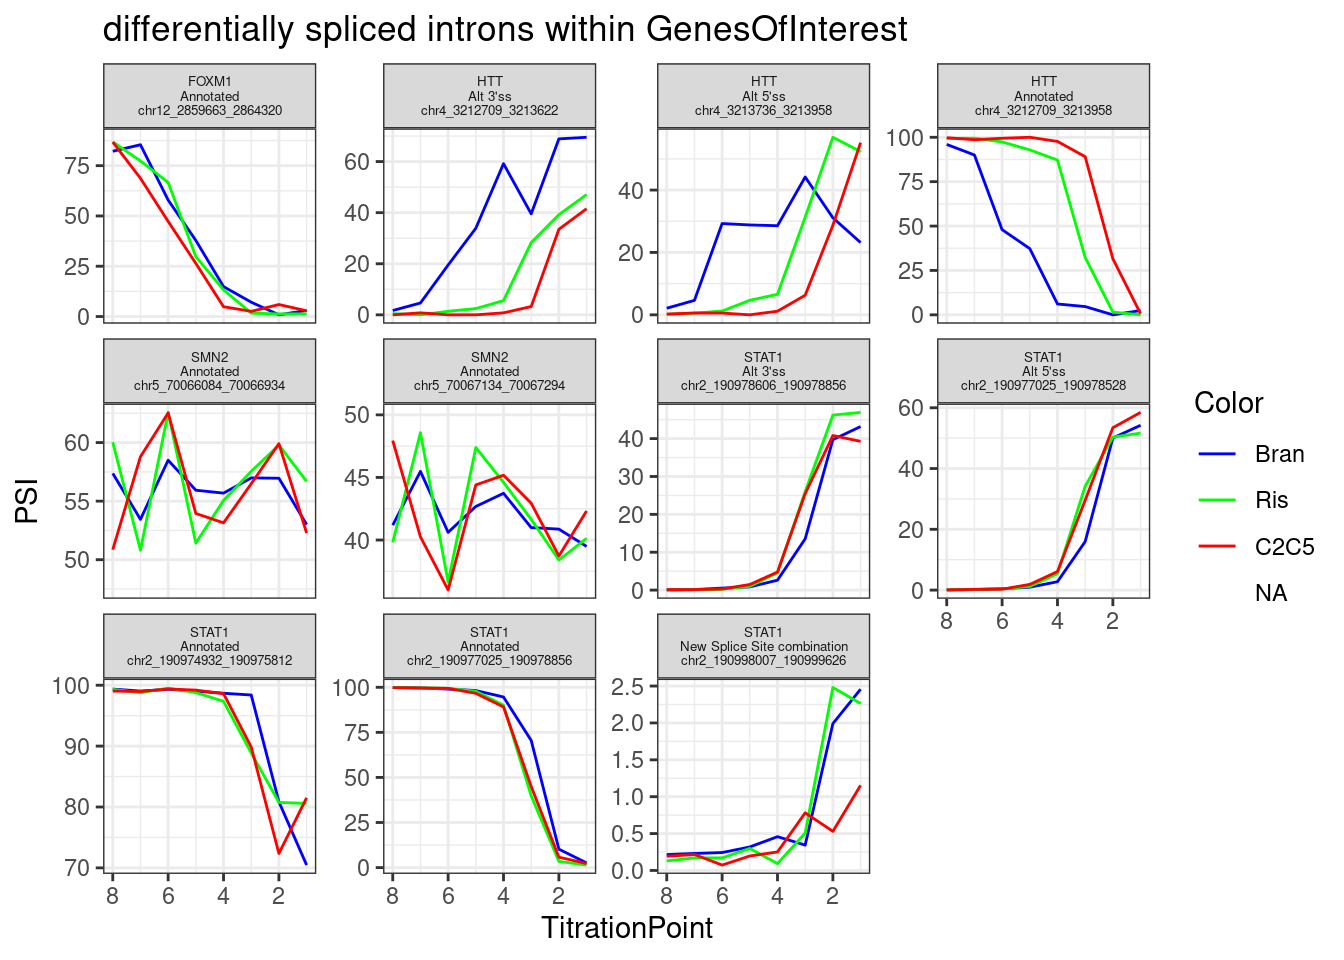 differentially spliced introns within GenesOfInterest
FOXM1
Annotated
chr12_2859663_2864320
HTT
Alt 3'ss
chr4_3212709_3213622
HTT
Alt 5'ss
chr4_3213736_3213958
HTT
Annotated
chr4_3212709_3213958
75
50
25
0
60
40
20
0
40
20
0
100
75
50
25
0
SMN2
Annotated
chr5_70066084_70066934
SMN2
Annotated
chr5_70067134_70067294
STAT1
Alt 3'ss
chr2_190978606_190978856
STAT1
Alt 5'ss
chr2_190977025_190978528
60
55
50
50
45
40
40
30
20
10
0
60
40
20
0
8 6 4 2
STAT1
Annotated
chr2_190974932_190975812
STAT1
Annotated
chr2_190977025_190978856
STAT1
New Splice Site combination
chr2_190998007_190999626
100
90
80
70
100
75
50
25
0
2.5
2.0
1.5
1.0
0.5
0.0
8 6 4 2
8 6 4 2
8 6 4 2
TitrationPoint
PSI
Color
Bran
Ris
C2C5
NA